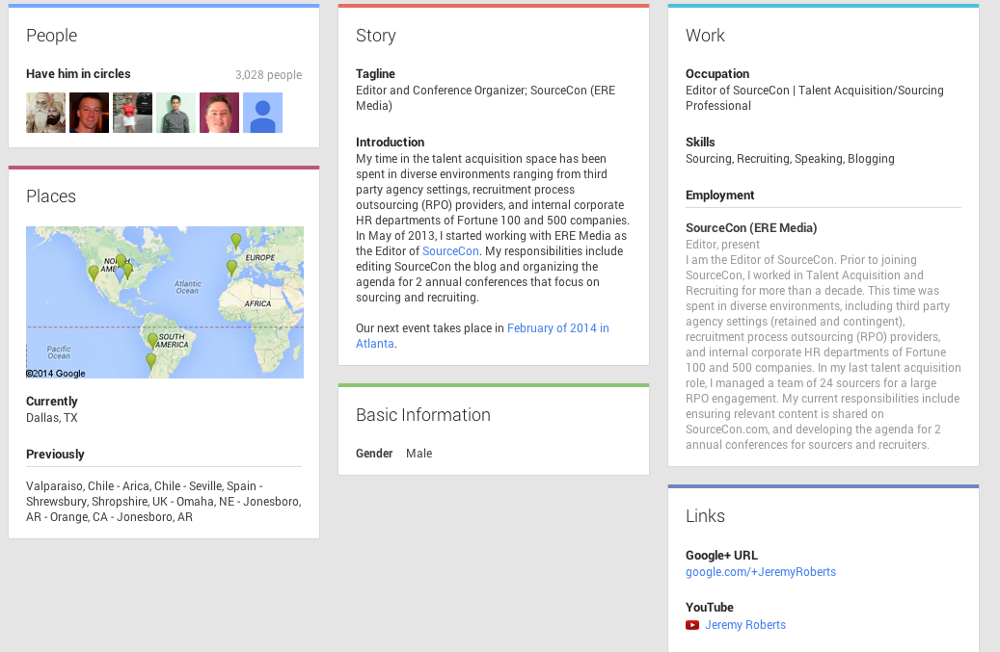 People
Have him in circles
3,028 people
Places
NORTH AMERICA
Atlantic
Ocean
EUROPE
AFRICA
SOUTH
AMERICA
Pacific
Ocean
©2014 Google
Currently
Dallas, TX
Previously
Valparaiso, Chile - Arica, Chile - Seville, Spain -
Shrewsbury, Shropshire, UK - Omaha, NE - Jonesboro,
AR - Orange, CA - Jonesboro, AR
Story
Tagline
Editor and Conference Organizer; SourceCon (ERE
Media)
Introduction
My time in the talent acquisition space has been
spent in diverse environments ranging from third
party agency settings, recruitment process
outsourcing (RPO) providers, and internal corporate
HR departments of Fortune 100 and 500 companies.
In May of 2013, I started working with ERE Media as
the Editor of SourceCon. My responsibilities include
editing SourceCon the blog and organizing the
agenda for 2 annual conferences that focus on
sourcing and recruiting.
Our next event takes place in February of 2014 in
Atlanta.
Basic Information
Gender Male
Work
Occupation
Editor of SourceCon | Talent Acquisition/Sourcing
Professional
Skills
Sourcing, Recruiting, Speaking, Blogging
Employment
SourceCon (ERE Media)
Editor, present
I am the Editor of SourceCon. Prior to joining
SourceCon, I worked in Talent Acquisition and
Recruiting for more than a decade. This time was
spent in diverse environments, including third party
agency settings (retained and contingent),
recruitment process outsourcing (RPO) providers,
and internal corporate HR departments of Fortune
100 and 500 companies. In my last talent acquisition
role, I managed a team of 24 sourcers for a large
RPO engagement. My current responsibilities include
ensuring relevant content is shared on
SourceCon.com, and developing the agenda for 2
annual conferences for sourcers and recruiters.
Links
Google+ URL
google.com/+JeremyRoberts
YouTube
Jeremy Roberts